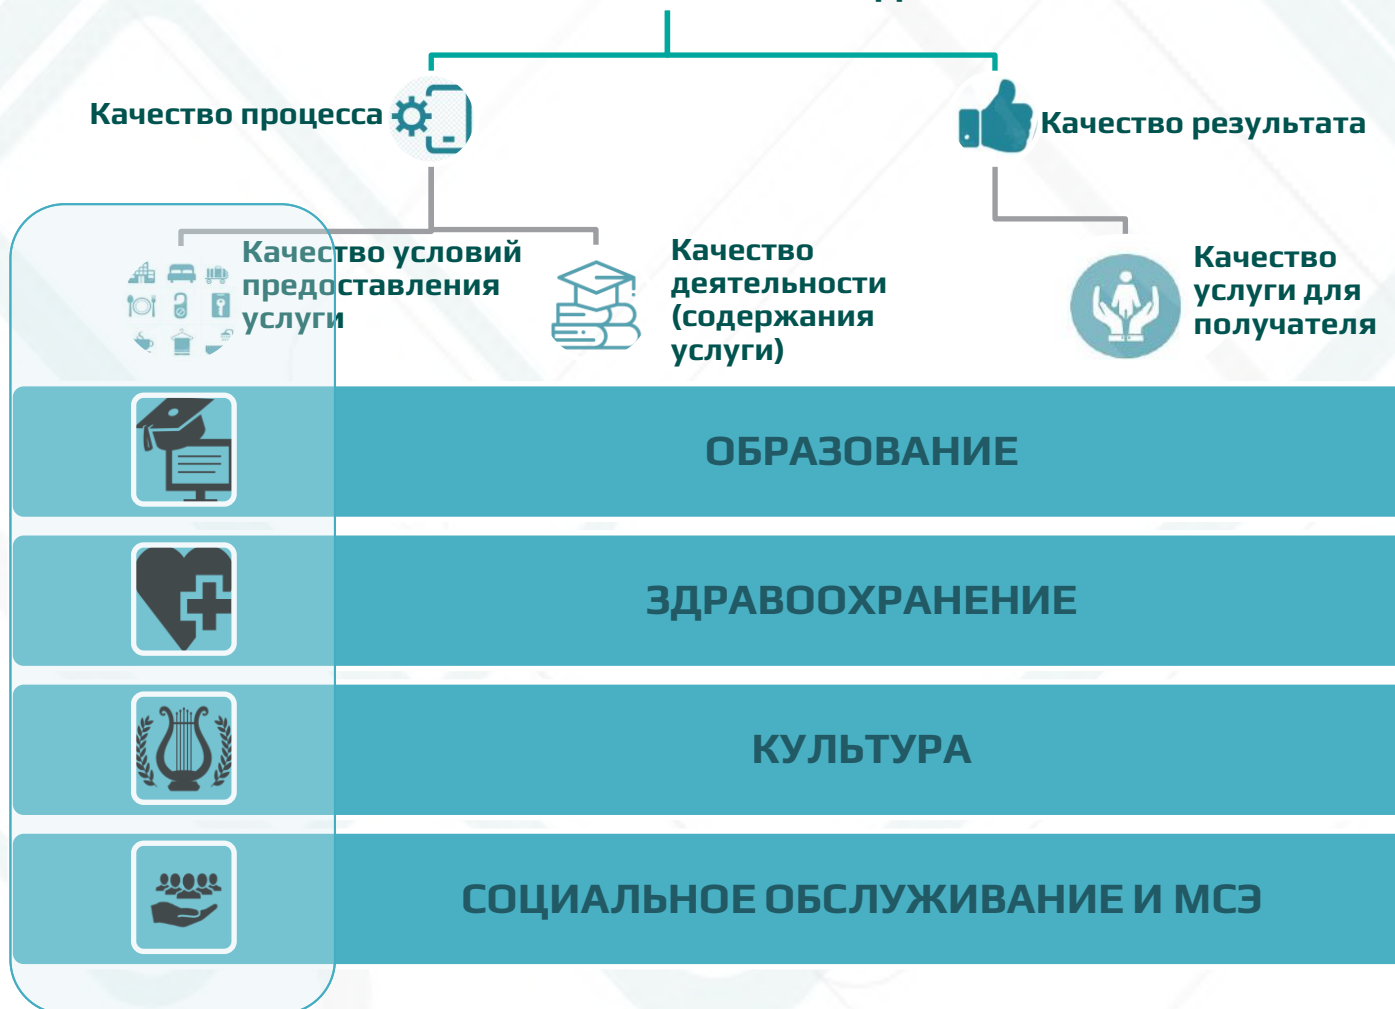 Качество процесса
Качество результата
Качество условий
предоставления
услуги
Качество
деятельности
(содержания
услуги)
Качество
услуги для
получателя
ОБРАЗОВАНИЕ
ЗДРАВООХРАНЕНИЕ
КУЛЬТУРА
СОЦИАЛЬНОЕ ОБСЛУЖИВАНИЕ И МСЭ